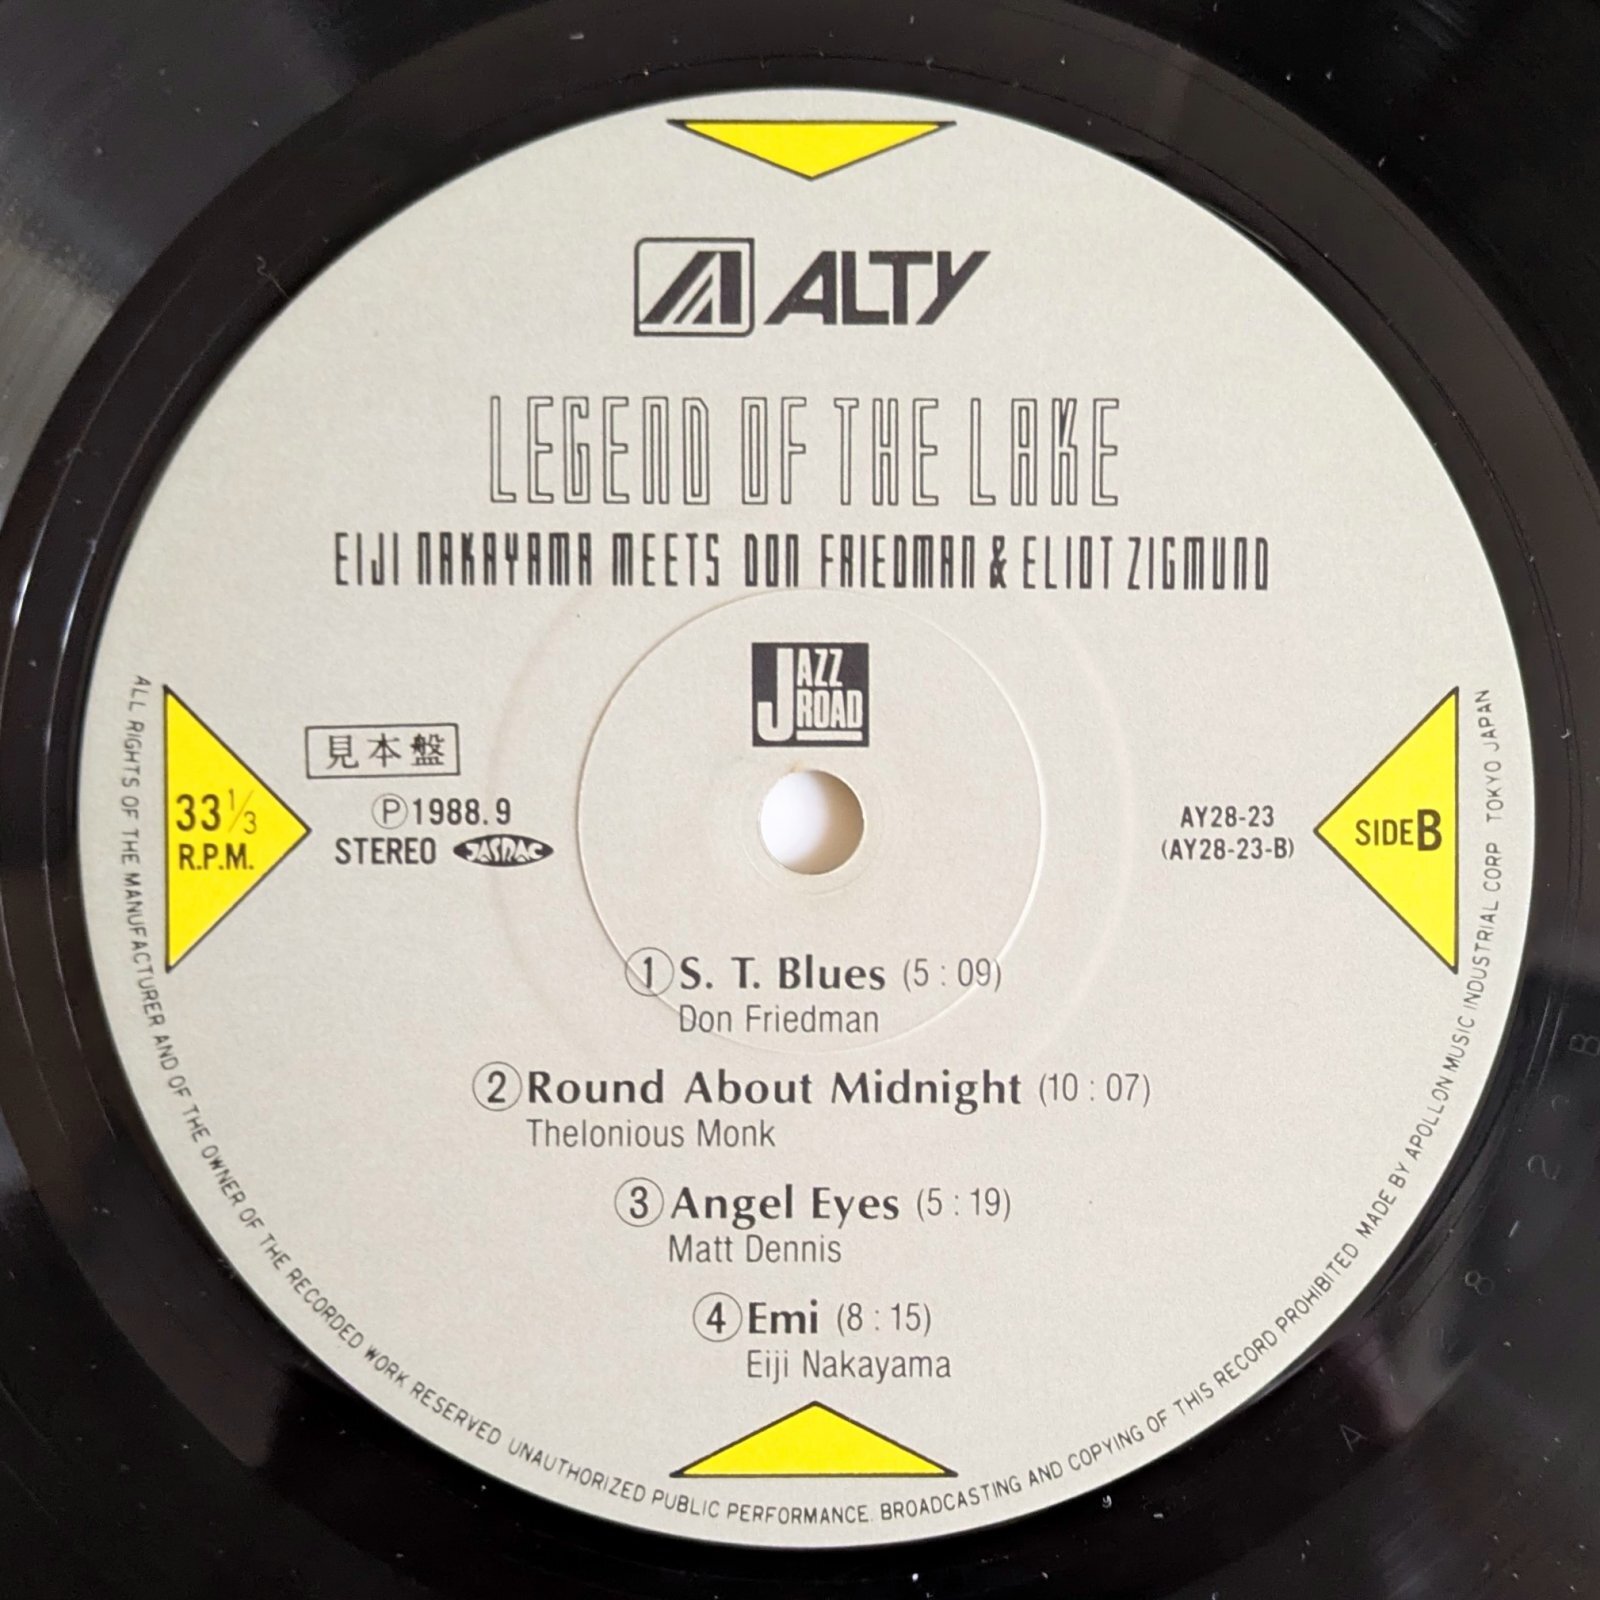 ALTY
LEGEND OF THE LAKE
EIJI NAKAYAMA MEETS DON FRIEDMAN & ELIOT ZIGMUND
JAZZ
ROAD
見本盤
33 1/3
R.P.M.
Ⓟ1988.9
STEREO JASRAC
AY28-23
(AY28-23-B)
SIDE B
① S. T. Blues (5:09)
Don Friedman
② Round About Midnight (10:07)
Thelonious Monk
③ Angel Eyes (5:19)
Matt Dennis
④ Emi (8:15)
Eiji Nakayama
ALL RIGHTS OF THE MANUFACTURER AND OF THE OWNER OF THE RECORDED WORK RESERVED UNAUTHORIZED PUBLIC PERFORMANCE. BROADCASTING AND COPYING OF THIS RECORD PROHIBITED MADE BY APOLLON MUSIC INDUSTRIAL CORP TOKYO JAPAN